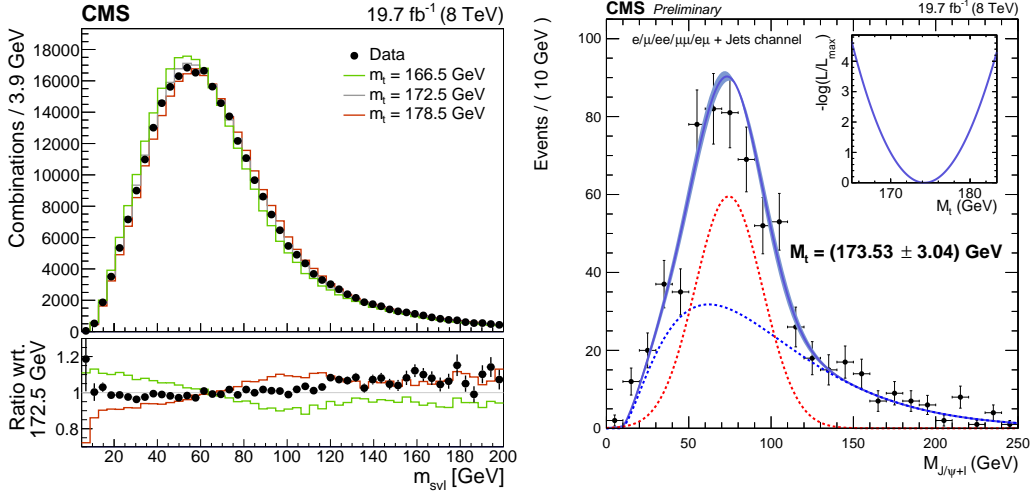 CMS 19.7 fb⁻¹ (8 TeV)
Combinations / 3.9 GeV
18000
16000
14000
12000
10000
8000
6000
4000
2000
0
Data
mt = 166.5 GeV
mt = 172.5 GeV
mt = 178.5 GeV
Ratio wrt.
172.5 GeV
1.2
1
0.8
20 40 60 80 100 120 140 160 180 200
msvl [GeV]
CMS Preliminary 19.7 fb⁻¹ (8 TeV)
Events / ( 10 GeV )
100
80
60
40
20
0
e/μ/ee/μμ/eμ + Jets channel
-log(L/Lmax)
4
3
2
1
0
170 180
Mt (GeV)
Mt = (173.53 ± 3.04) GeV
0 50 100 150 200 250
MJ/ψ+l (GeV)